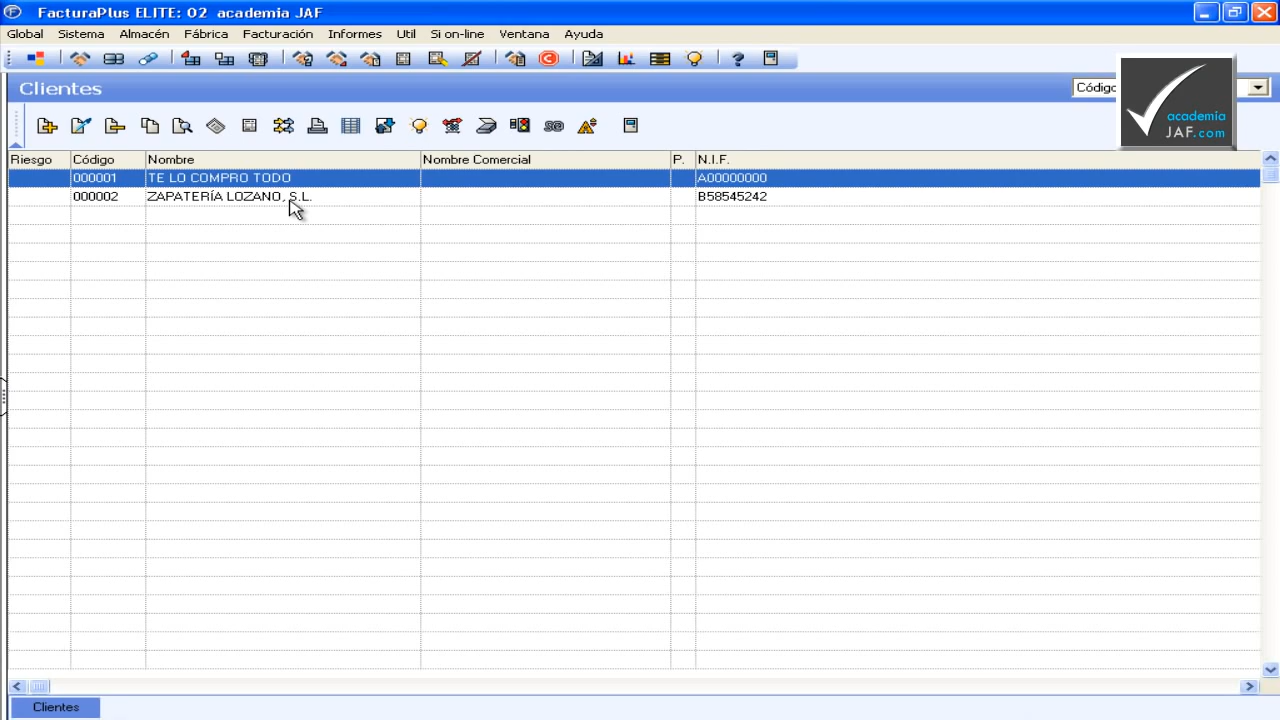 FacturaPlus ELITE: 02 academia JAF
Global Sistema Almacén Fábrica Facturación Informes Util Si on-line Ventana Ayuda
Clientes
Código
academia
JAF.com
Riesgo Código Nombre Nombre Comercial P. N.I.F.
000001 TE LO COMPRO TODO A00000000
000002 ZAPATERÍA LOZANO, S.L. B58545242
Clientes